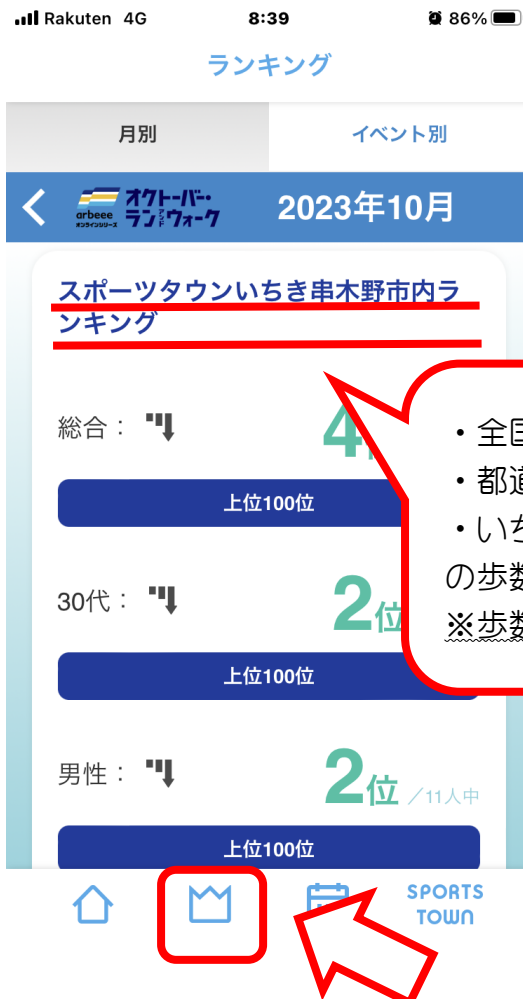 Rakuten 4G 8:39 86%
ランキング
月別 イベント別
arbeee オンラインシリーズ オクトーバー・ラン アンド ウォーク 2023年10月
スポーツタウンいちき串木野市内ラ
ンキング
総合： 4
上位100位
・全
・都
・いち
の歩数
※歩数
30代： 2位
上位100位
男性： 2位 ／11人中
上位100位
SPORTS
TOWN